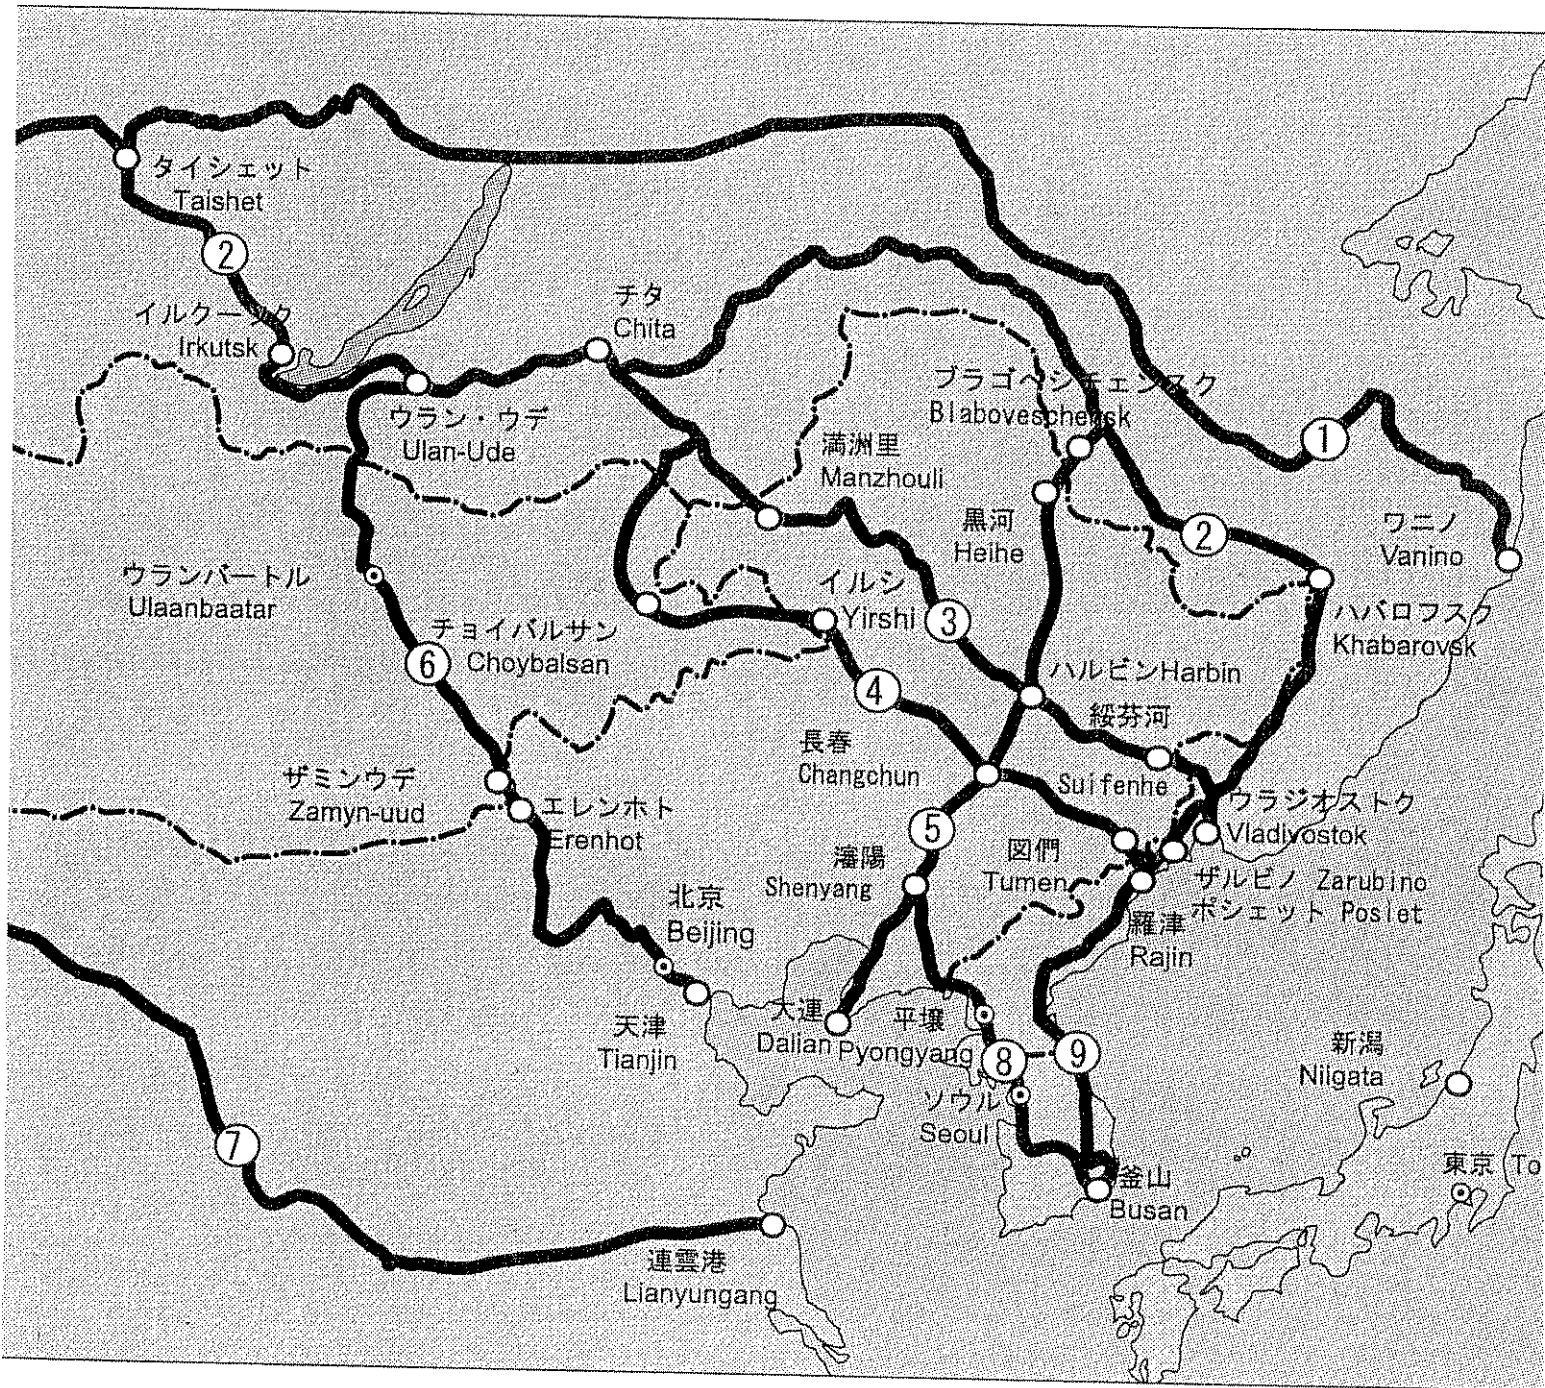 タイシェット
Taishet
2
イルクーツク
Irkutsk
チタ
Chita
ウラン・ウデ
Ulan-Ude
ブラゴベシチェンスク
Blaboveschensk
1
満洲里
Manzhouli
黒河
Heihe
2
ワニノ
Vanino
ウランバートル
Ulaanbaatar
イルシ
Yirshi
3
ハバロフスク
Khabarovsk
チョイバルサン
Choybalsan
6
4
ハルビンHarbin
綏芬河
Suifenhe
長春
Changchun
ザミンウデ
Zamyn-uud
エレンホト
Erenhot
5
ウラジオストク
Vladivostok
図們
Tumen
瀋陽
Shenyang
ザルビノ Zarubino
ポシェット Posiet
北京
Beijing
羅津
Rajin
天津
Tianjin
大連
Dalian
平壌
Pyongyang
8
9
新潟
Niigata
ソウル
Seoul
7
東京 To
釜山
Busan
連雲港
Lianyungang